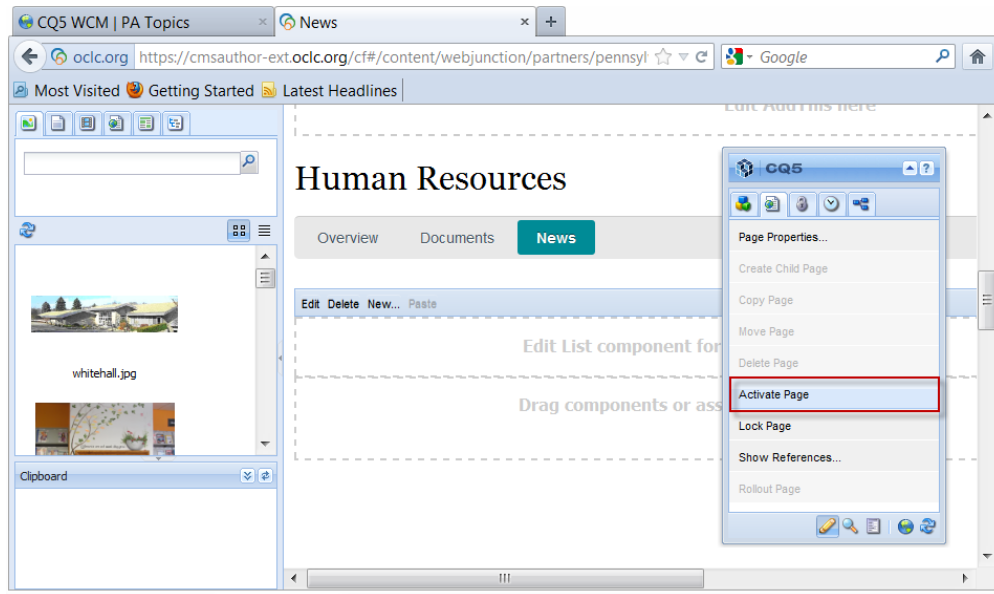 CQ5 WCM | PA Topics
News
oclc.org
https://cmsauthor-ext.oclc.org/cf#/content/webjunction/partners/pennsyl
Google
Most Visited
Getting Started
Latest Headlines
Edit AddThis here
Human Resources
Overview
Documents
News
Edit Delete New... Paste
Edit List component for
Drag components or ass
whitehall.jpg
Clipboard
CQ5
Page Properties...
Create Child Page
Copy Page
Move Page
Delete Page
Activate Page
Lock Page
Show References...
Rollout Page